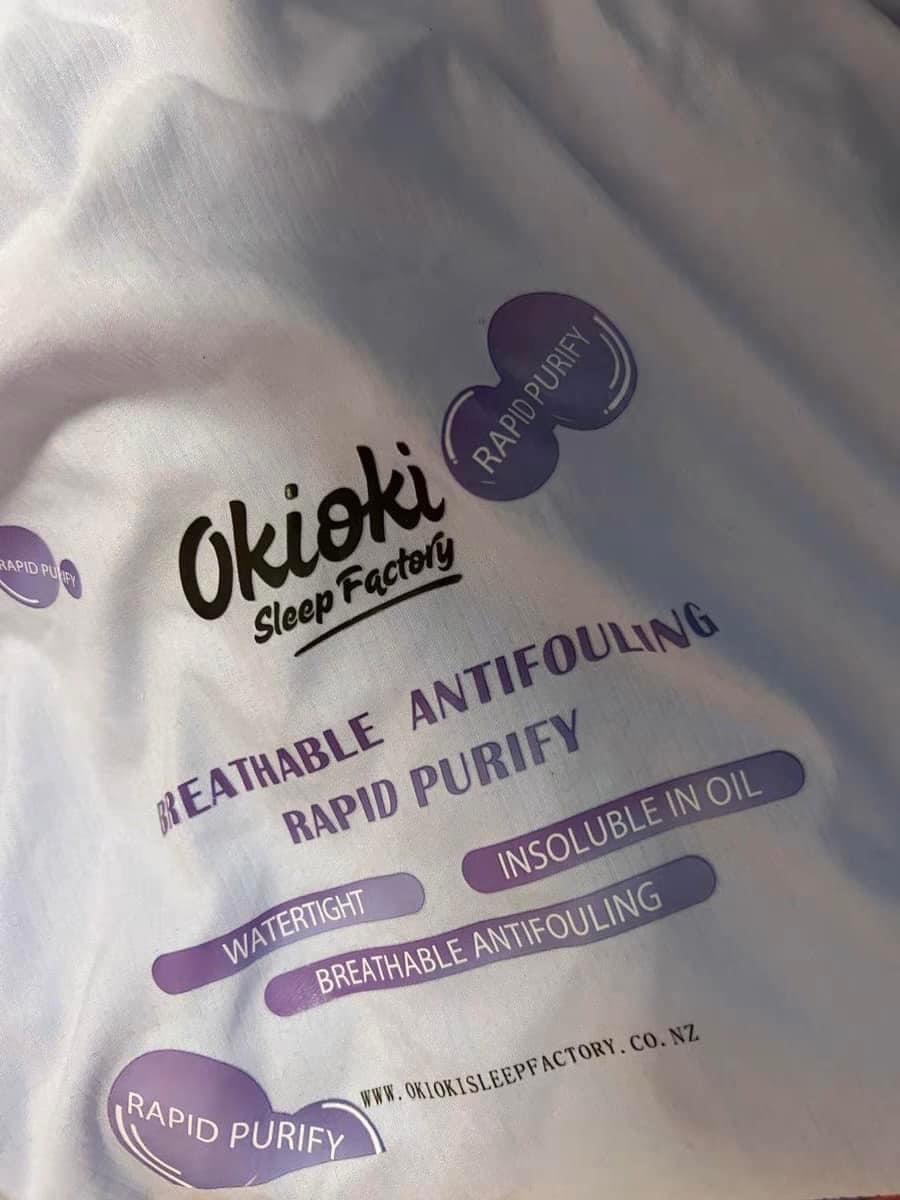 RAPID PURIFY
Okioki
Sleep Factory
RAPID PURIFY
BREATHABLE ANTIFOULING
RAPID PURIFY
INSOLUBLE IN OIL
WATERTIGHT
BREATHABLE ANTIFOULING
WWW.OKIOKISLEEPFACTORY.CO.NZ
RAPID PURIFY